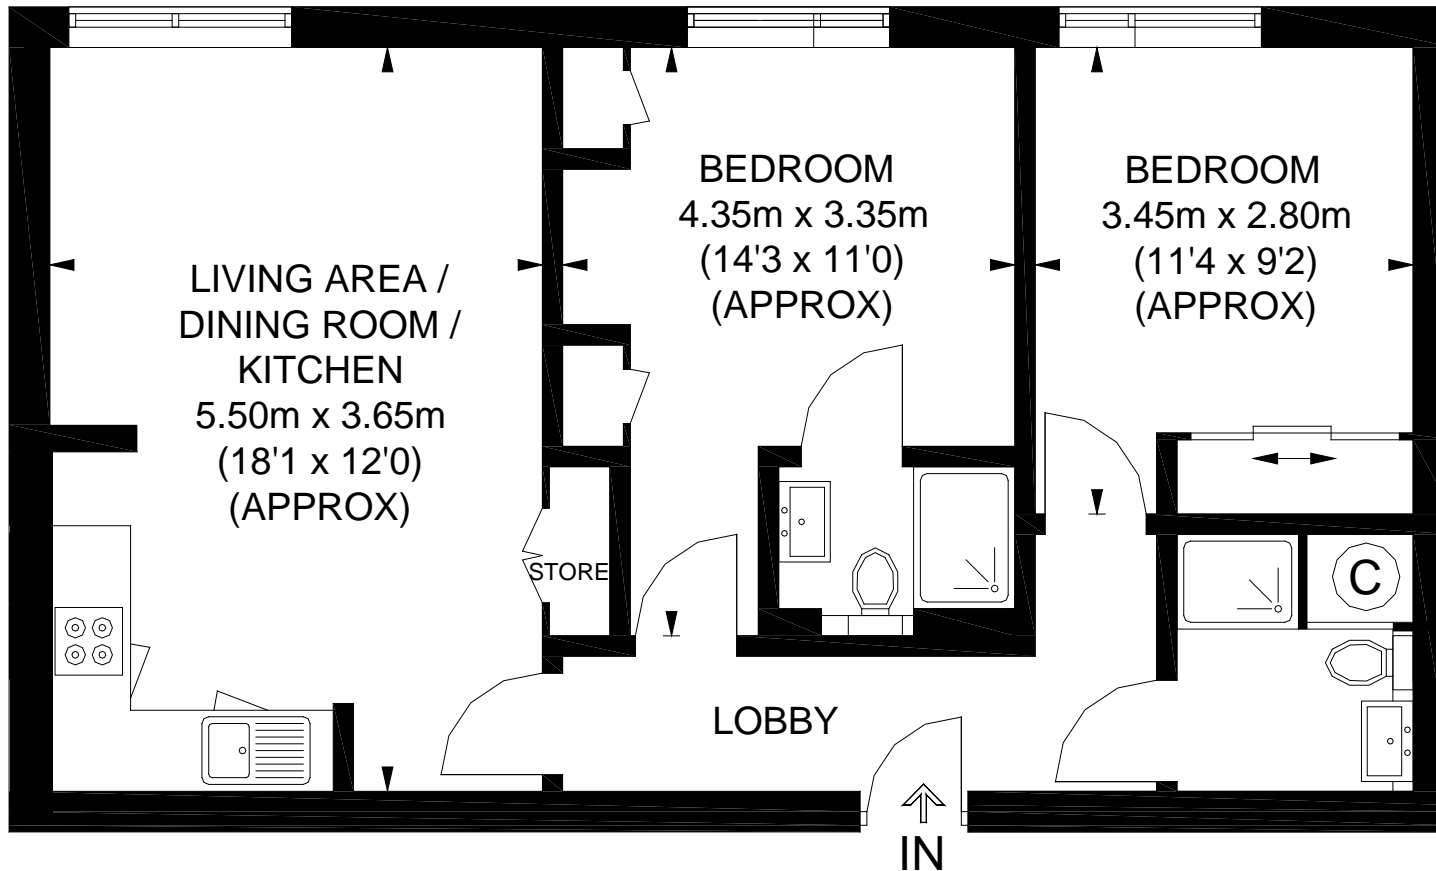 LIVING AREA /
DINING ROOM /
KITCHEN
5.50m x 3.65m
(18'1 x 12'0)
(APPROX)
BEDROOM
4.35m x 3.35m
(14'3 x 11'0)
(APPROX)
BEDROOM
3.45m x 2.80m
(11'4 x 9'2)
(APPROX)
STORE
C
LOBBY
IN